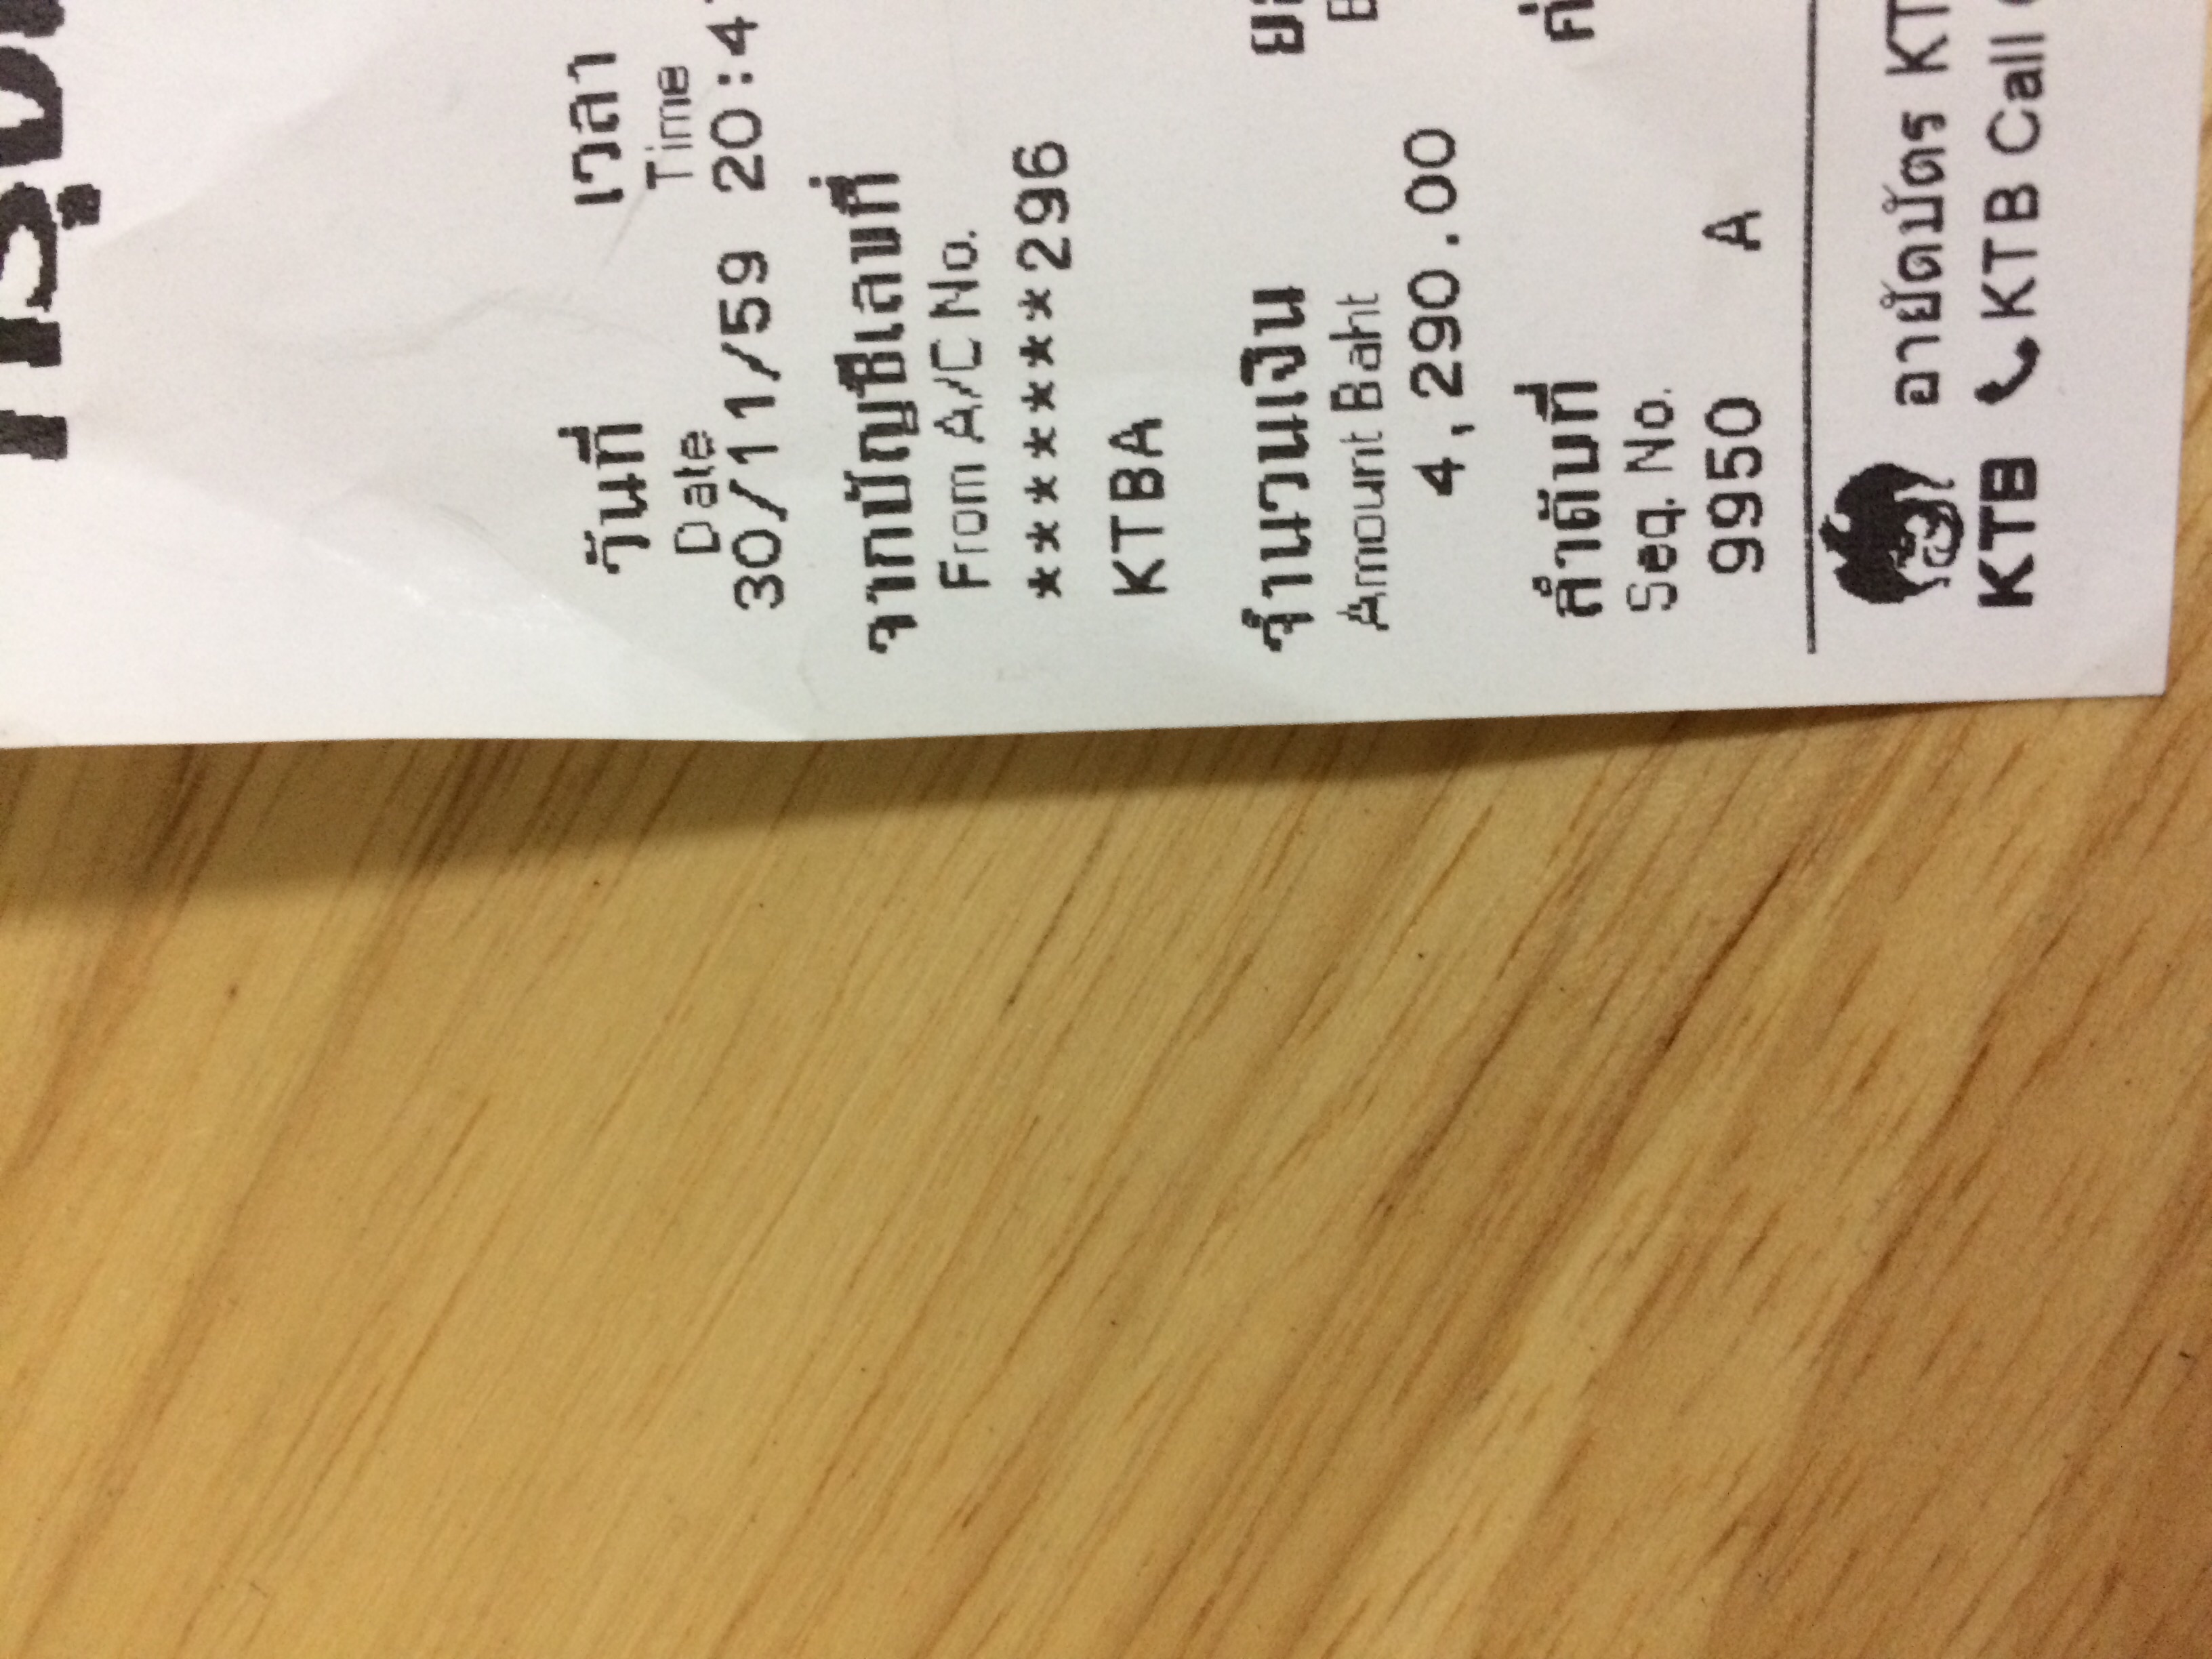 วันที่ เวลา
Date Time
30/11/59 20:4
จากบัญชีเลขที่
From A/C No.
*******296
KTBA
จำนวนเงิน
Amount Baht
4,290.00
ลำดับที่
Seq. No.
9950 A
อายัดบัตร KT
KTB KTB Call